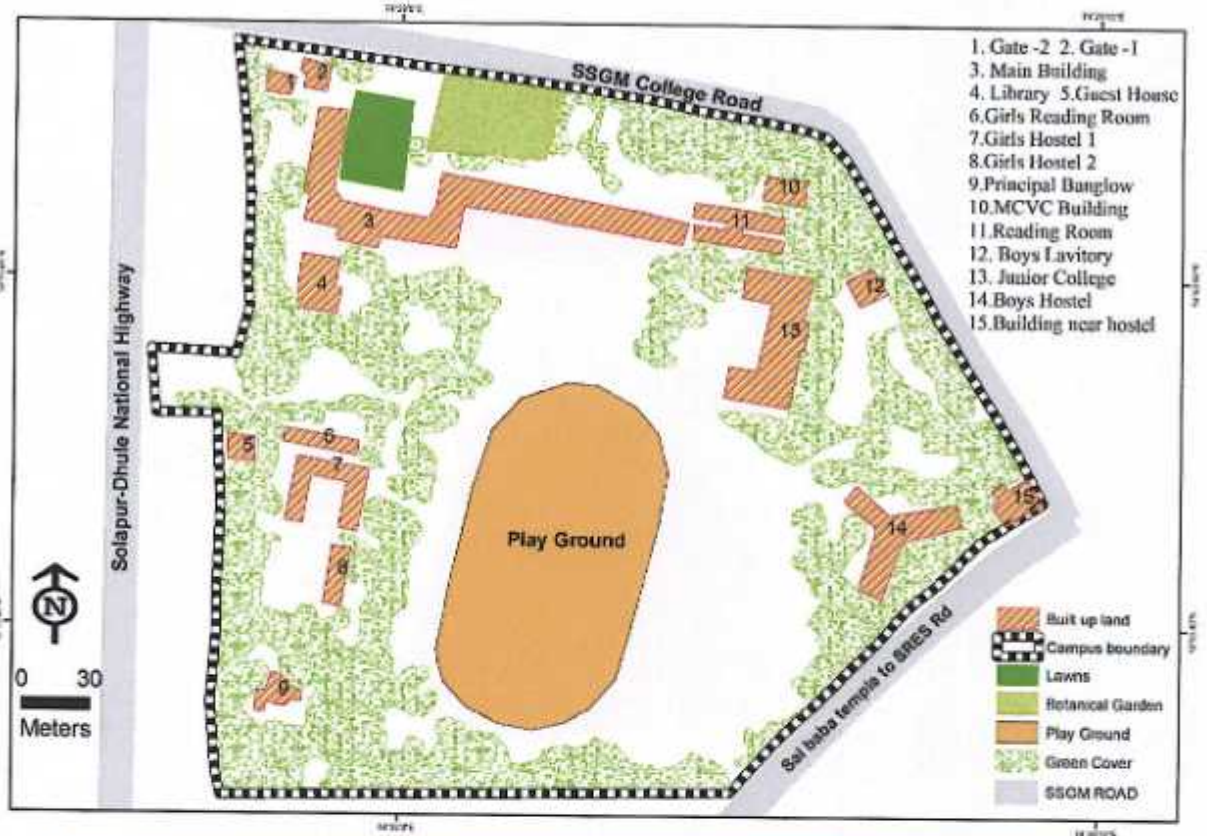 SSGM College Road
1. Gate -2 2. Gate -1
3. Main Building
4. Library 5.Guest House
6.Girls Reading Room
7.Girls Hostel 1
8.Girls Hostel 2
9.Principal Banglow
10.MCVC Building
11.Reading Room
12. Boys Lavitory
13. Junior College
14.Boys Hostel
15.Building near hostel
1
2
3
4
10
11
12
13
Solapur-Dhule National Highway
5
6
7
8
9
Play Ground
14
15
Sai baba temple to SRES Rd
N
0 30
Meters
Built up land
Campus boundary
Lawns
Botanical Garden
Play Ground
Green Cover
SSGM ROAD